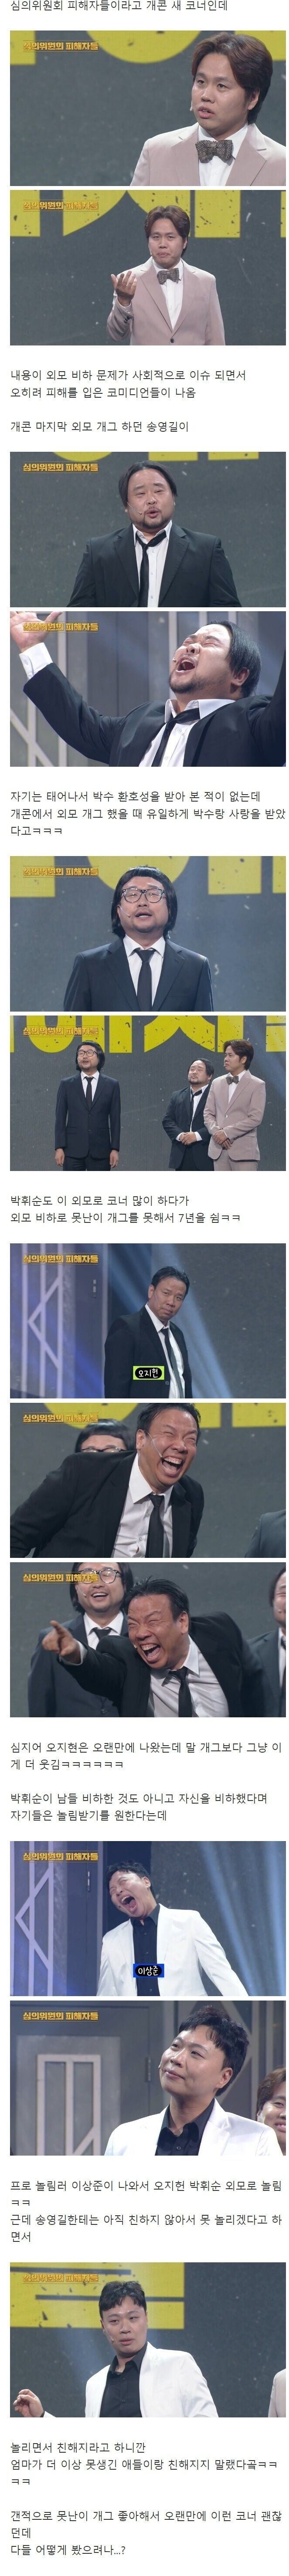 심의위원회 피해자들이라고 개콘 새 코너인데
심의위원회 피해자들
심의위원의 피해자들
내용이 외모 비하 문제가 사회적으로 이슈 되면서
오히려 피해를 입은 코미디언들이 나옴
개콘 마지막 외모 개그 하던 송영길이
심의위원의 피해자들
심의위원회 피해자들
자기는 태어나서 박수 환호성을 받아 본 적이 없는데
개콘에서 외모 개그 했을 때 유일하게 박수랑 사랑을 받았
다고ㅋㅋㅋ
심의위원회 피해자들
심의위원의 피해자들
박휘순도 이 외모로 코너 많이 하다가
외모 비하로 못난이 개그를 못해서 7년을 쉼ㅋㅋ
심의위원의 피해자들
오지헌
심의위원의 피해자들
심의위원의 피해자들
심지어 오지현은 오랜만에 나왔는데 말 개그보다 그냥 이
게 더 웃김ㅋㅋㅋㅋㅋㅋ
박휘순이 남들 비하한 것도 아니고 자신을 비하했다며
자기들은 놀림받기를 원한다는데
심의위원의 피해자들
이상준
심의위원의 피해자들
프로 놀림러 이상준이 나와서 오지헌 박휘순 외모로 놀림
ㅋㅋ
근데 송영길한테는 아직 친하지 않아서 못 놀리겠다고 하
면서
심의위원의 피해자들
놀리면서 친해지라고 하니깐
엄마가 더 이상 못생긴 애들이랑 친해지지 말랬다곸ㅋㅋ
ㅋㅋ
갠적으로 못난이 개그 좋아해서 오랜만에 이런 코너 괜찮
던데
다들 어떻게 봤으려나...?